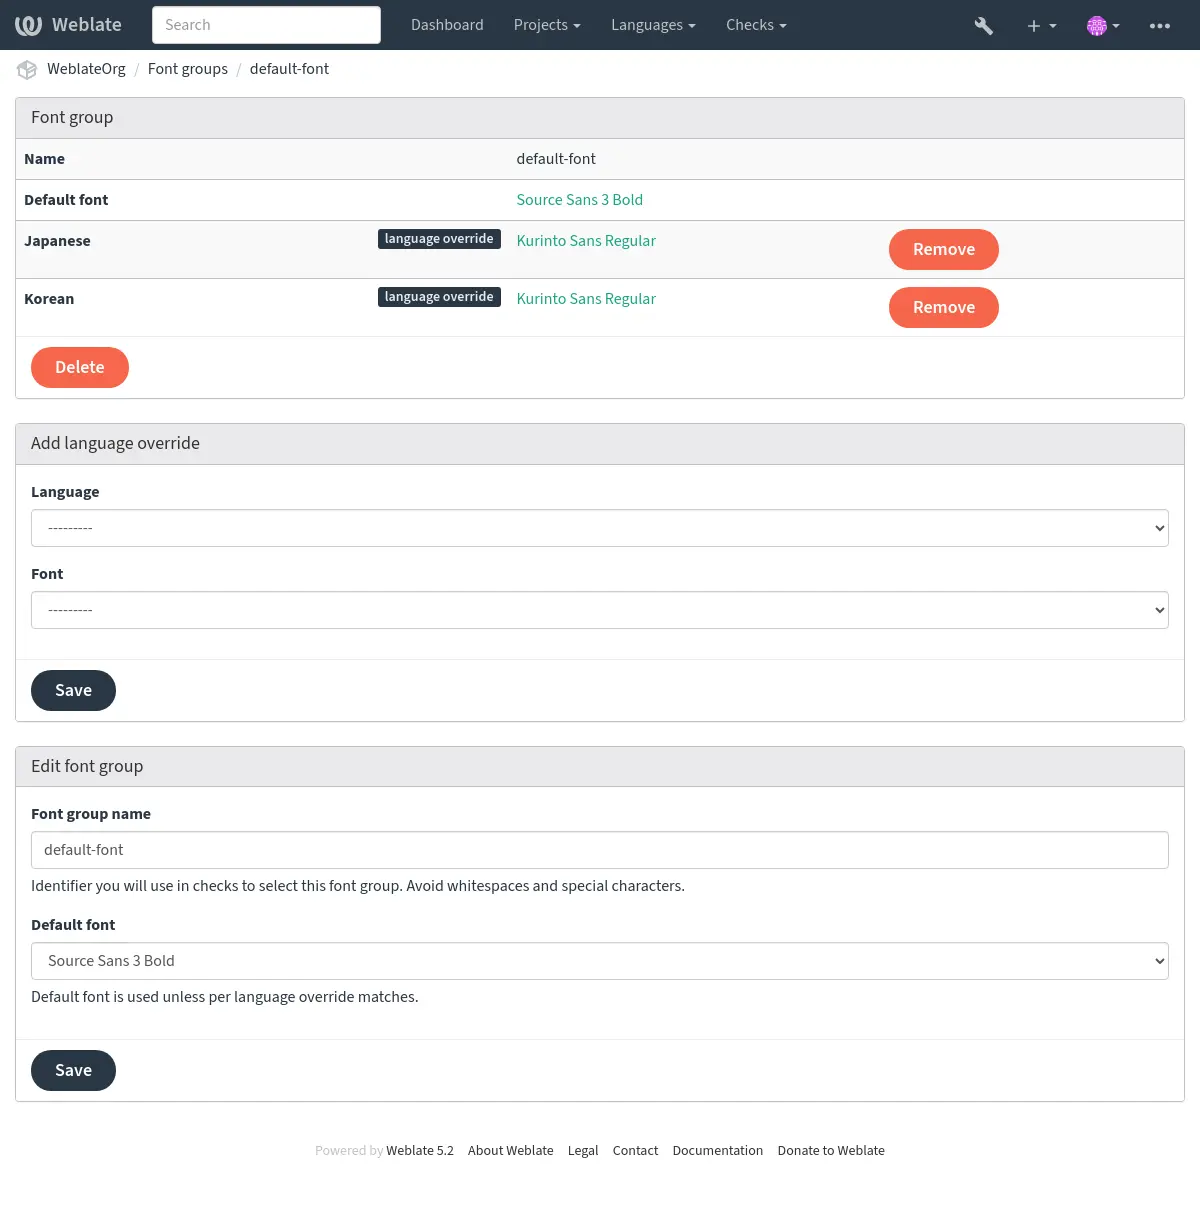 Weblate Search Dashboard Projects Languages Checks
WeblateOrg / Font groups / default-font
Font group
Name default-font
Default font Source Sans 3 Bold
Japanese language override Kurinto Sans Regular Remove
Korean language override Kurinto Sans Regular Remove
Delete
Add language override
Language
---------
Font
---------
Save
Edit font group
Font group name
default-font
Identifier you will use in checks to select this font group. Avoid whitespaces and special characters.
Default font
Source Sans 3 Bold
Default font is used unless per language override matches.
Save
Powered by Weblate 5.2 About Weblate Legal Contact Documentation Donate to Weblate